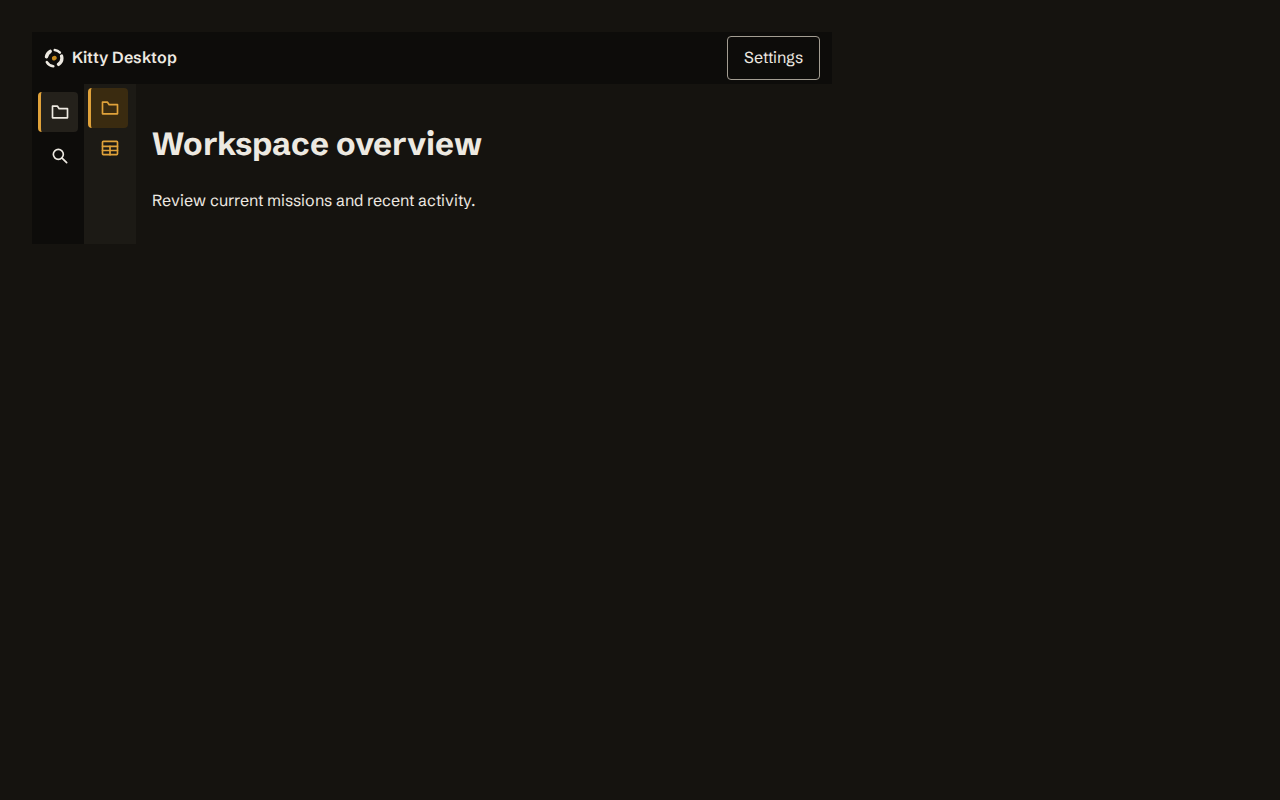 Kitty Desktop
Settings
Workspace overview
Review current missions and recent activity.